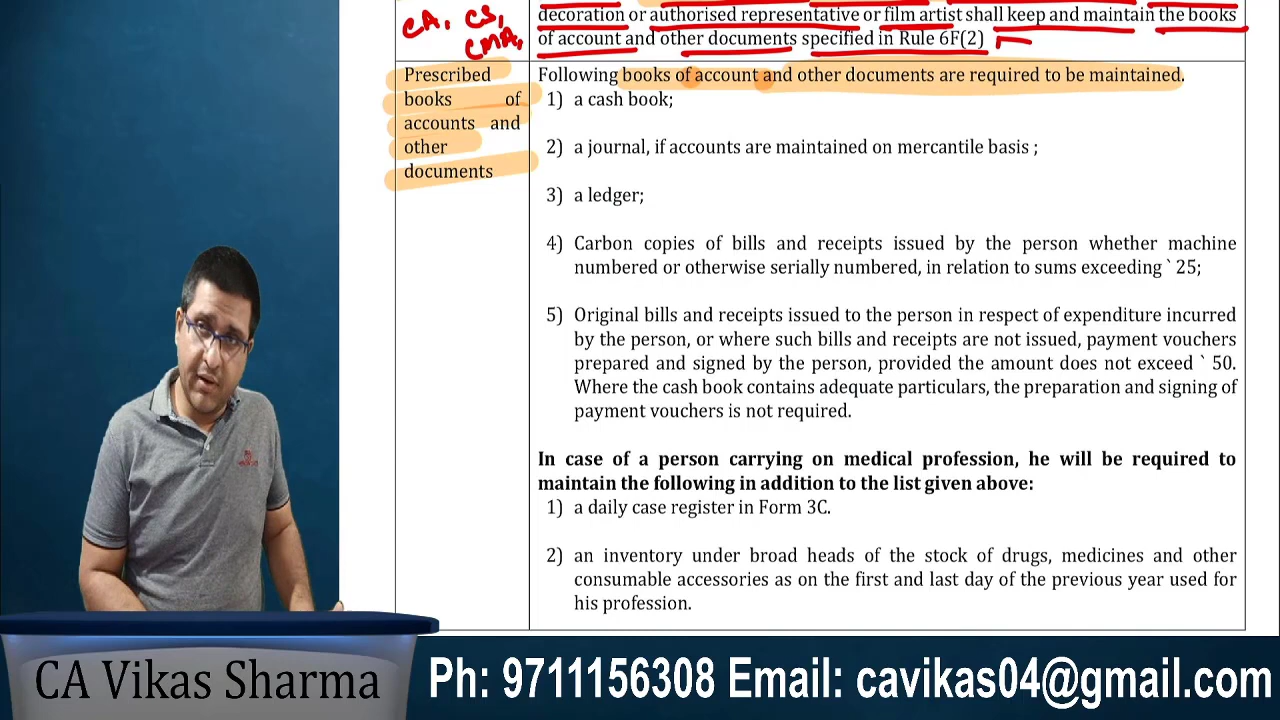 decoration or authorised representative or film artist shall keep and maintain the books
of account and other documents specified in Rule 6F(2)
CA, CS,
CMA,
Prescribed
books of
accounts and
other
documents
Following books of account and other documents are required to be maintained.
1) a cash book;
2) a journal, if accounts are maintained on mercantile basis ;
3) a ledger;
4) Carbon copies of bills and receipts issued by the person whether machine
numbered or otherwise serially numbered, in relation to sums exceeding ` 25;
5) Original bills and receipts issued to the person in respect of expenditure incurred
by the person, or where such bills and receipts are not issued, payment vouchers
prepared and signed by the person, provided the amount does not exceed ` 50.
Where the cash book contains adequate particulars, the preparation and signing of
payment vouchers is not required.
In case of a person carrying on medical profession, he will be required to
maintain the following in addition to the list given above:
1) a daily case register in Form 3C.
2) an inventory under broad heads of the stock of drugs, medicines and other
consumable accessories as on the first and last day of the previous year used for
his profession.
CA Vikas Sharma
Ph: 9711156308 Email: cavikas04@gmail.com